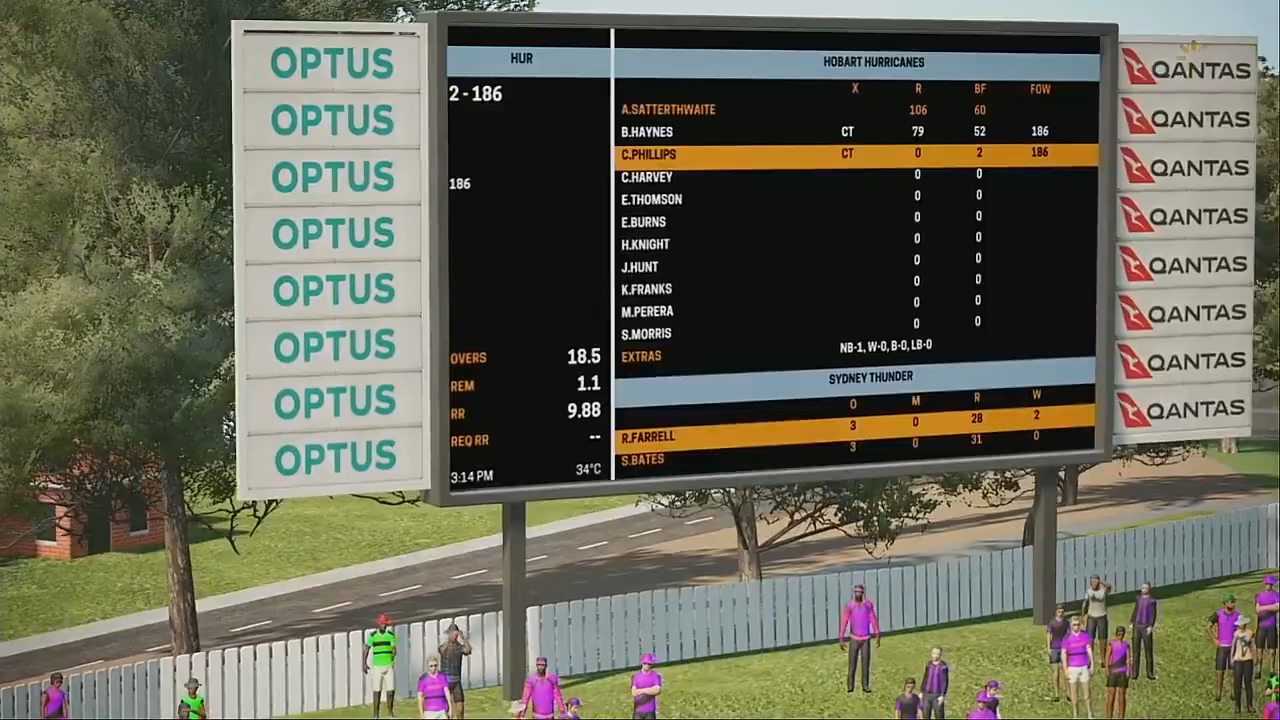 OPTUS
OPTUS
OPTUS
OPTUS
OPTUS
OPTUS
OPTUS
OPTUS
HUR
2 - 186
186
OVERS 18.5
REM 1.1
RR 9.88
REQ RR --
3:14 PM 34°C
HOBART HURRICANES
X R BF FOW
A.SATTERTHWAITE 106 60
B.HAYNES CT 79 52 186
C.PHILLIPS CT 0 2 186
C.HARVEY 0 0
E.THOMSON 0 0
E.BURNS 0 0
H.KNIGHT 0 0
J.HUNT 0 0
K.FRANKS 0 0
M.PERERA 0 0
S.MORRIS 0 0
EXTRAS NB-1, W-0, B-0, LB-0
SYDNEY THUNDER
O M R W
R.FARRELL 3 0 28 2
S.BATES 3 0 31 0
QANTAS
QANTAS
QANTAS
QANTAS
QANTAS
QANTAS
QANTAS
QANTAS